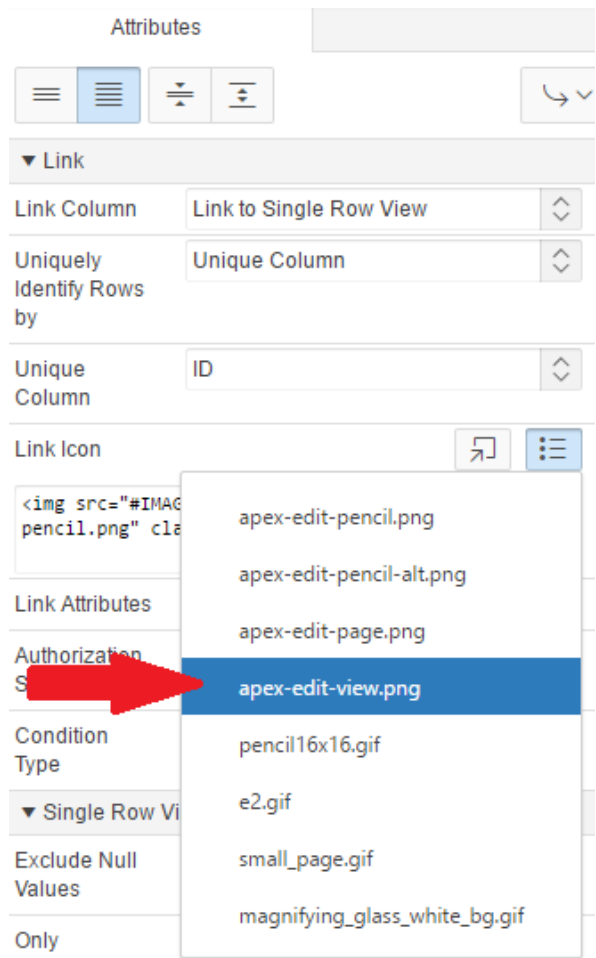 Attributes
Link
Link Column
Link to Single Row View
Uniquely
Identify Rows
by
Unique Column
Unique
Column
ID
Link Icon
<img src="#IMAG
pencil.png" cla
apex-edit-pencil.png
apex-edit-pencil-alt.png
apex-edit-page.png
apex-edit-view.png
pencil16x16.gif
e2.gif
small_page.gif
magnifying_glass_white_bg.gif
Link Attributes
Authorization
S
Condition
Type
Single Row Vi
Exclude Null
Values
Only